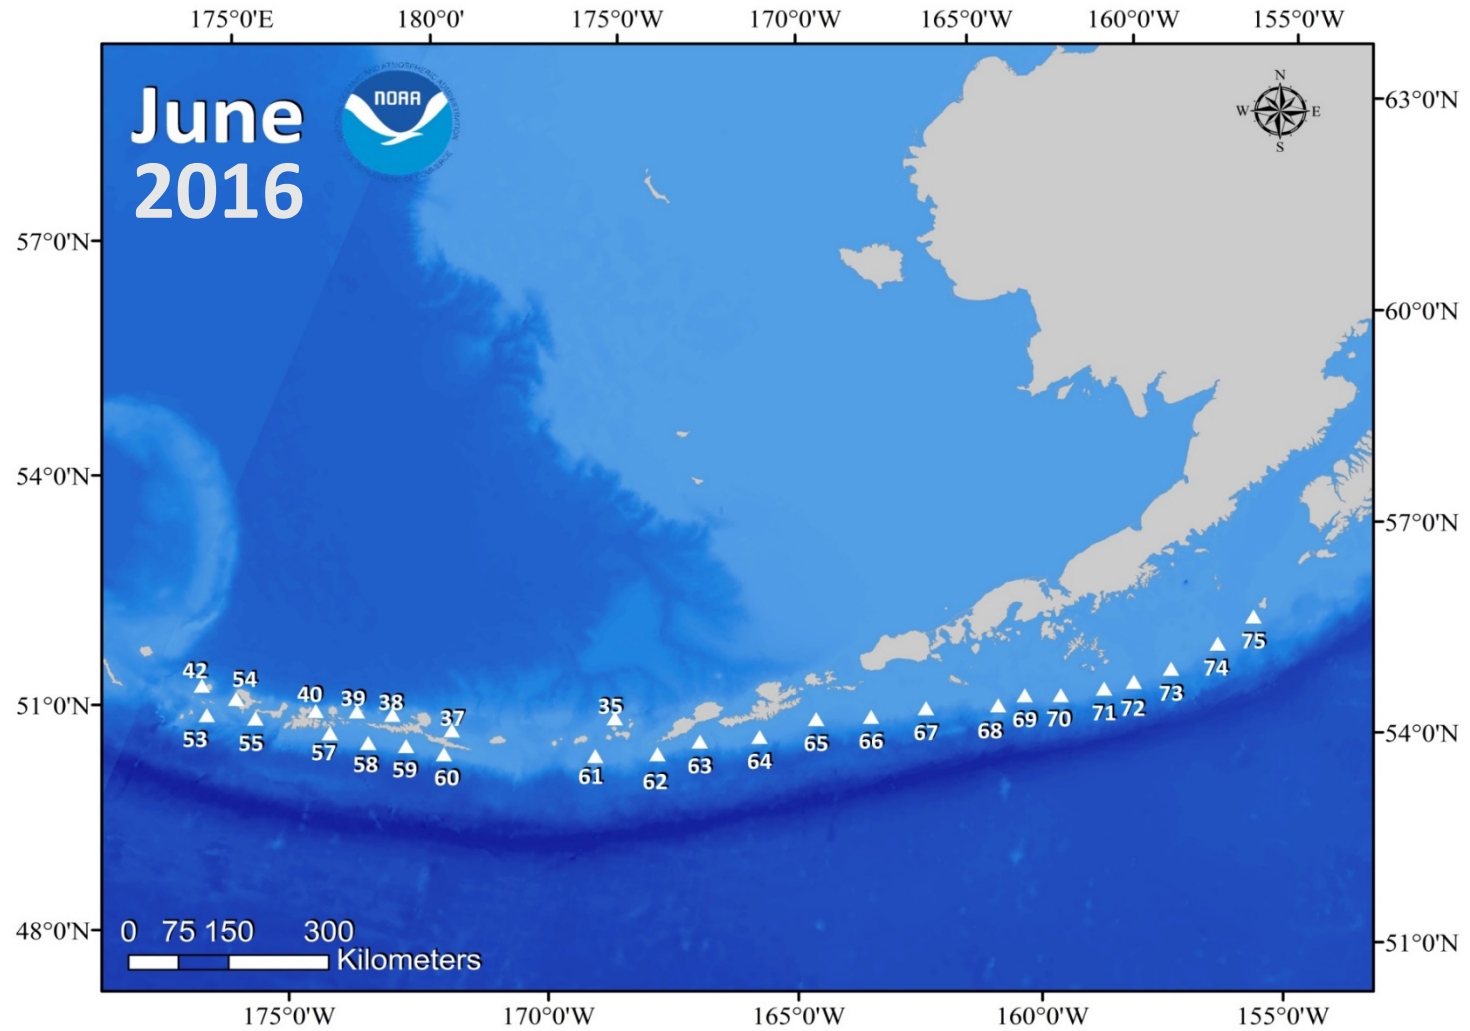 175°0'E 180°0' 175°0'W 170°0'W 165°0'W 160°0'W 155°0'W
June
2016
NOAA
N
W E
S
63°0'N
57°0'N
60°0'N
54°0'N
57°0'N
42 54 40 39 38 37 35
53 55 57 58 59 60 61 62 63 64 65 66 67 68 69 70 71 72 73 74 75
51°0'N
54°0'N
48°0'N
51°0'N
0 75 150 300
Kilometers
175°0'W 170°0'W 165°0'W 160°0'W 155°0'W